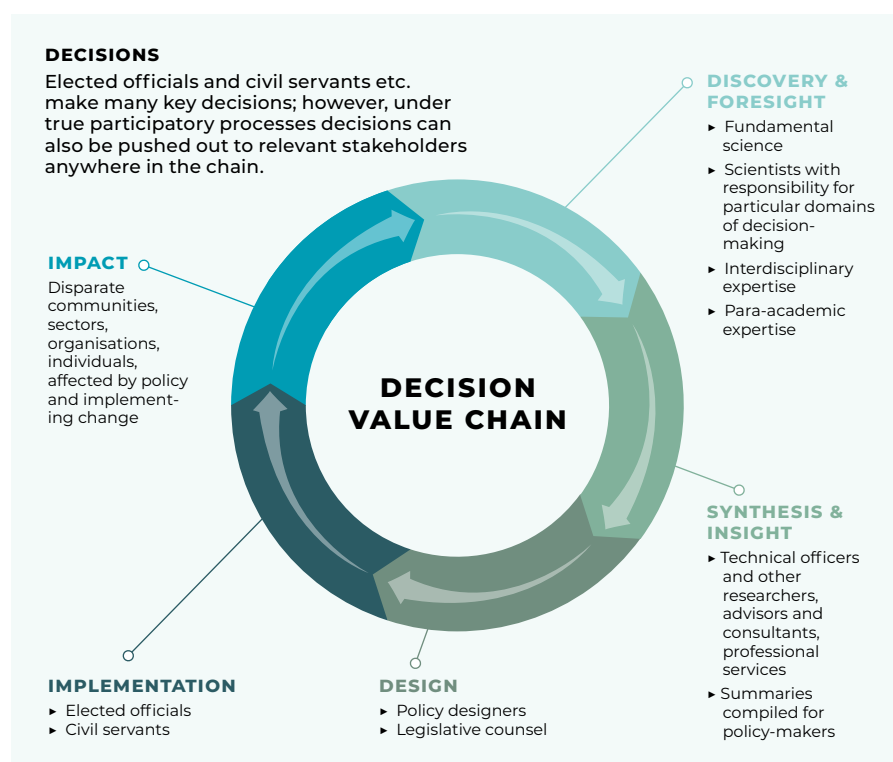 DECISIONS
Elected officials and civil servants etc.
make many key decisions; however, under
true participatory processes decisions can
also be pushed out to relevant stakeholders
anywhere in the chain.
DISCOVERY &
FORESIGHT
▸ Fundamental
science
▸ Scientists with
responsibility for
particular domains
of decision-
making
▸ Interdisciplinary
expertise
▸ Para-academic
expertise
IMPACT
Disparate
communities,
sectors,
organisations,
individuals,
affected by policy
and implement-
ing change
DECISION
VALUE CHAIN
SYNTHESIS &
INSIGHT
▸ Technical officers
and other
researchers,
advisors and
consultants,
professional
services
▸ Summaries
compiled for
policy-makers
IMPLEMENTATION
▸ Elected officials
▸ Civil servants
DESIGN
▸ Policy designers
▸ Legislative counsel